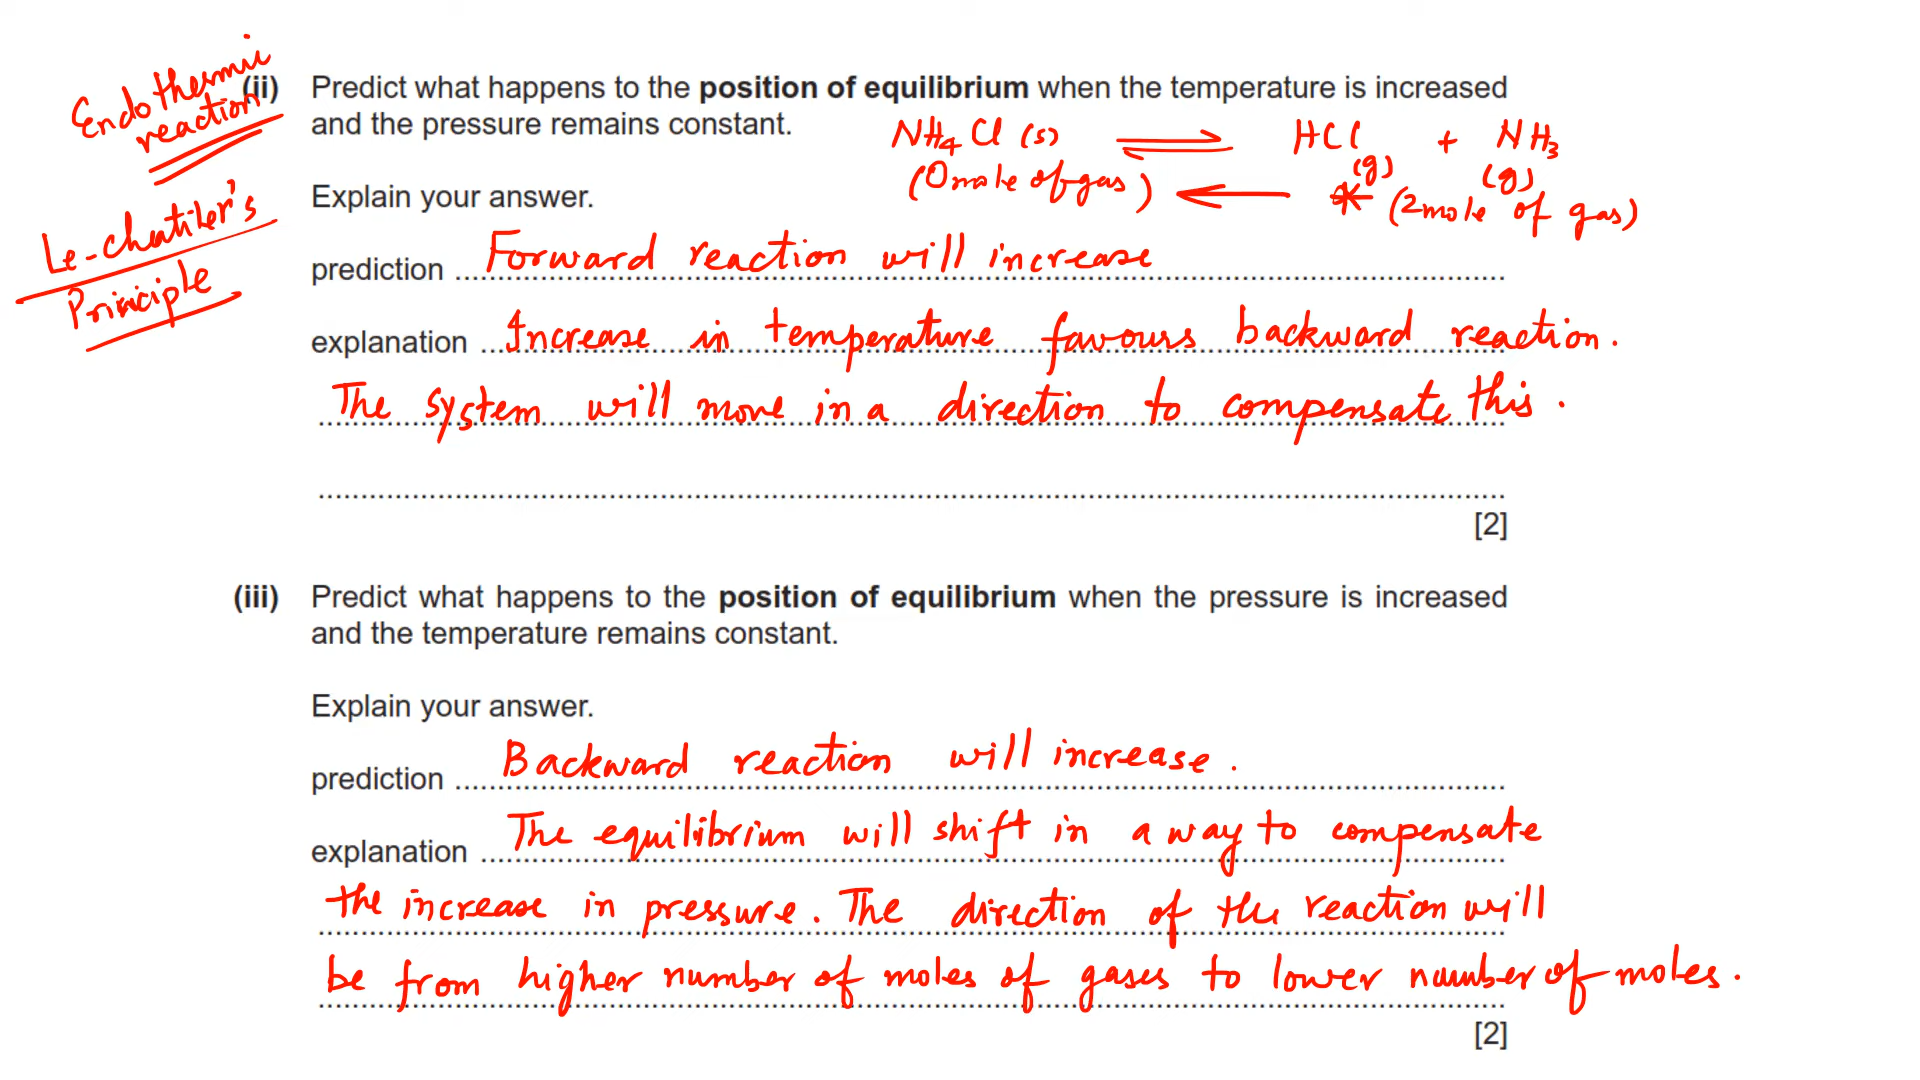 Endothermic
reaction
Le-chatiler's
Principle
(ii) Predict what happens to the position of equilibrium when the temperature is increased
and the pressure remains constant.
NH4 Cl (s) ⇌ HCl (g) + NH3 (g)
(0 mole of gas) ← (2 mole of gas)
Explain your answer.
prediction Forward reaction will increase
explanation Increase in temperature favours backward reaction.
The system will move in a direction to compensate this.
[2]
(iii) Predict what happens to the position of equilibrium when the pressure is increased
and the temperature remains constant.
Explain your answer.
prediction Backward reaction will increase.
explanation The equilibrium will shift in a way to compensate
the increase in pressure. The direction of the reaction will
be from higher number of moles of gases to lower number of moles.
[2]